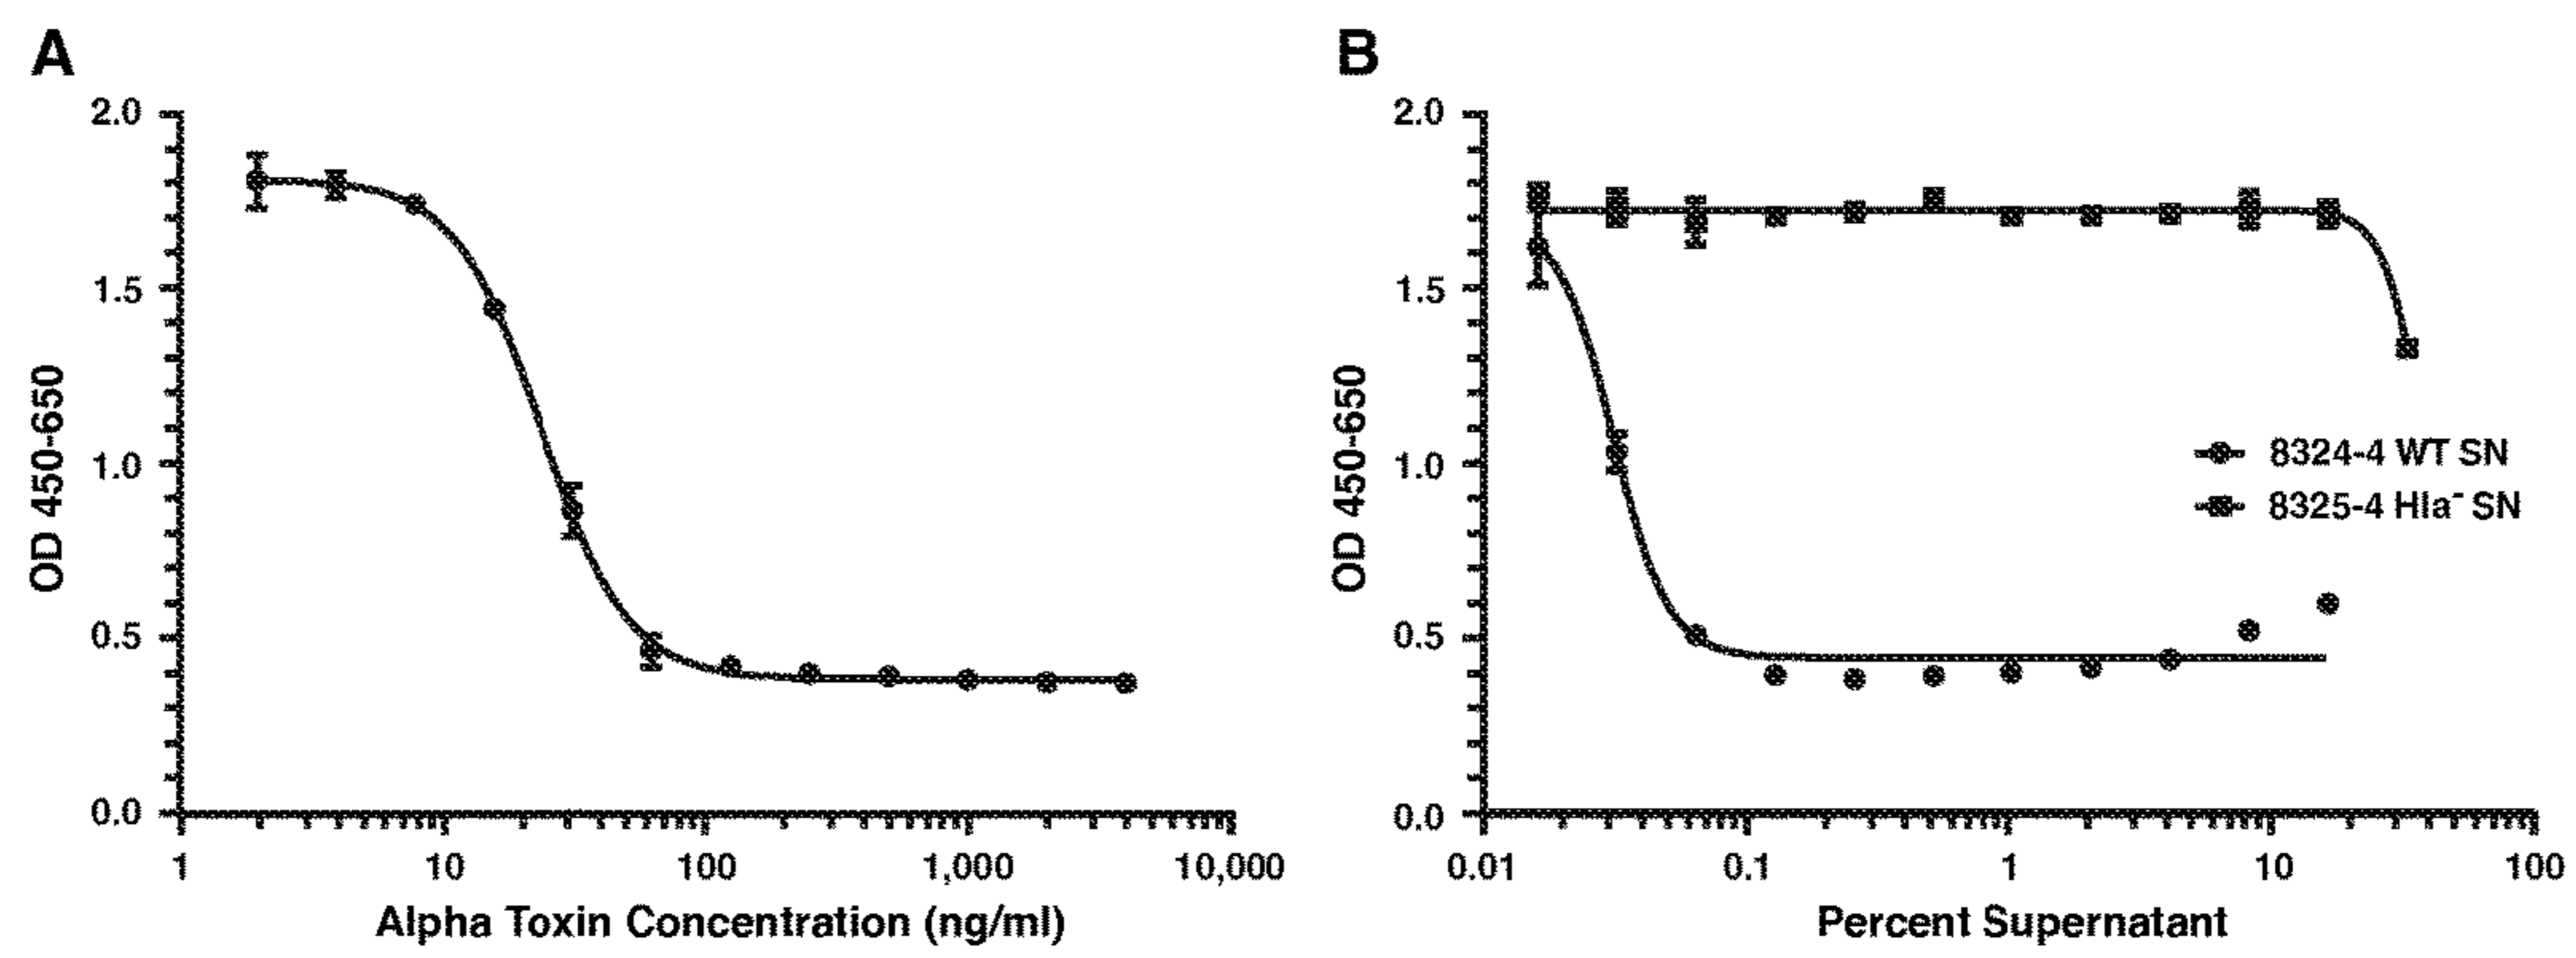 A
2.0
1.5
1.0
0.5
0.0
OD 450-650
1 10 100 1,000 10,000
Alpha Toxin Concentration (ng/ml)
B
2.0
1.5
1.0
0.5
0.0
OD 450-650
8324-4 WT SN
8325-4 Hla⁻ SN
0.01 0.1 1 10 100
Percent Supernatant